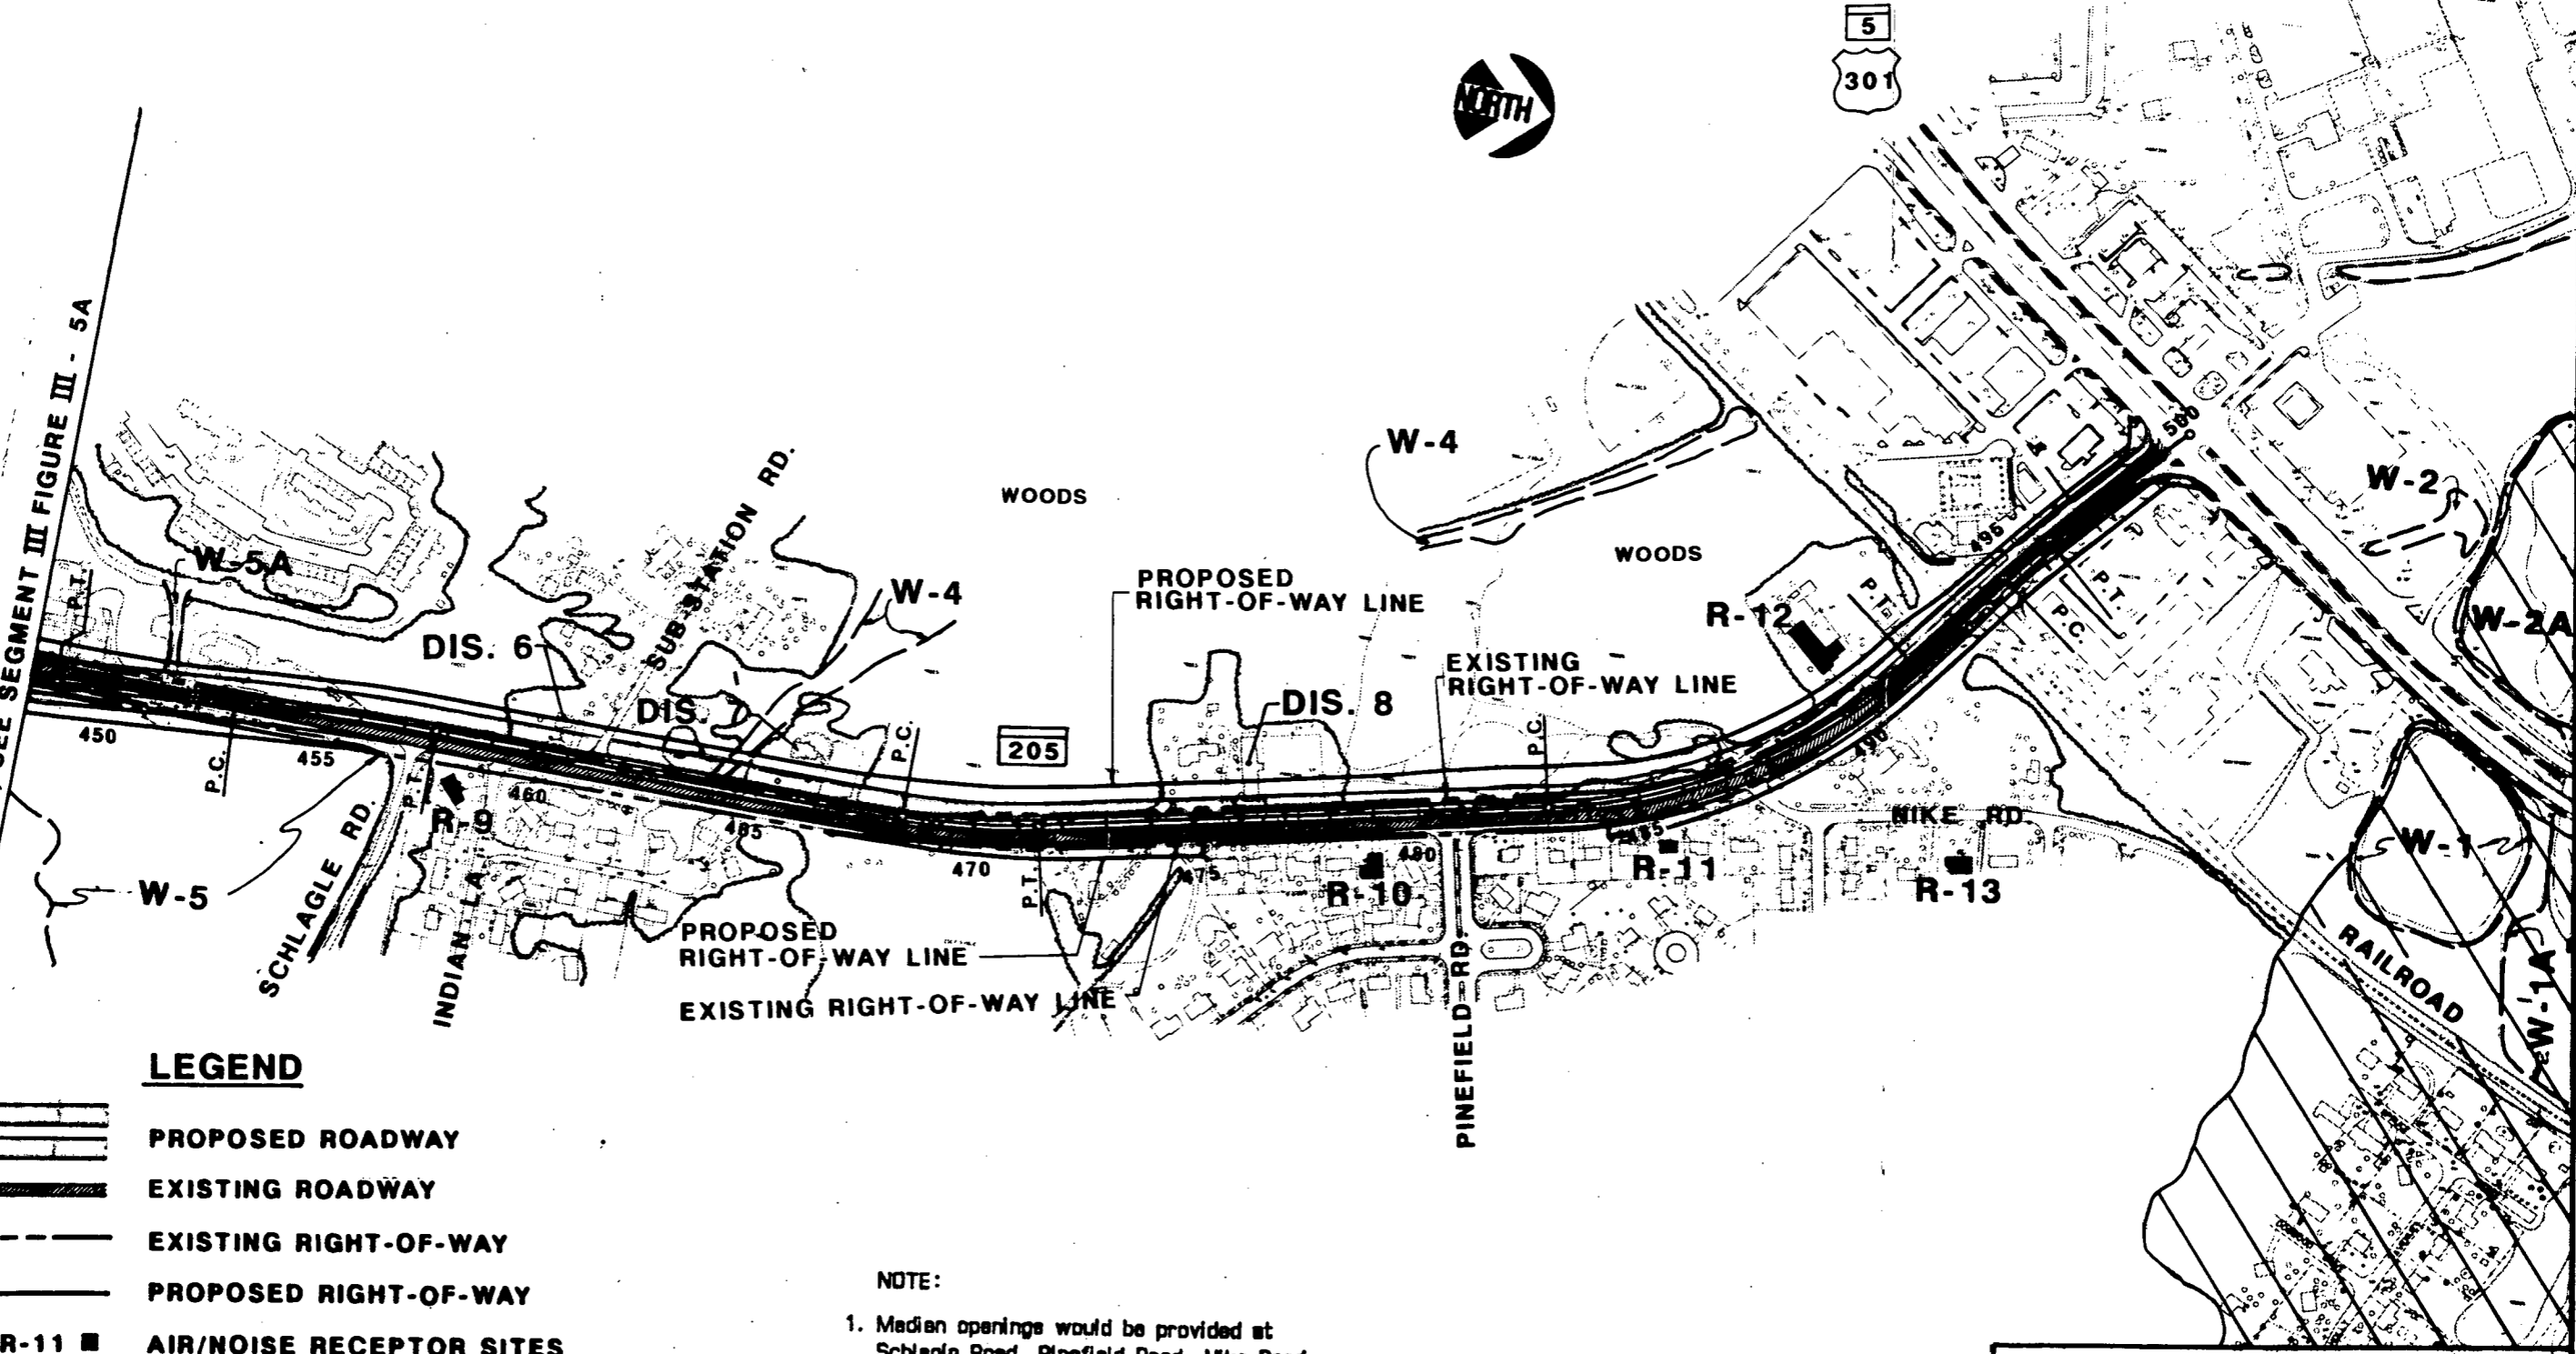 5
301
NORTH
SEE SEGMENT III FIGURE III - 5A
SUB-STATION RD.
WOODS
W-4
W-2
500
495
WOODS
W-5A
P.T.
W-4
PROPOSED
RIGHT-OF-WAY LINE
R-12
P.T.
P.T.
P.C.
W-2A
DIS. 6
DIS. 7
DIS. 8
EXISTING
RIGHT-OF-WAY LINE
450
P.C.
455
P.T.
460
465
P.C.
205
470
P.T.
475
480
P.C.
485
490
NIKE RD.
W-1
R-9
R-10
R-11
R-13
W-5
SCHLAGLE RD.
INDIAN LA.
PROPOSED
RIGHT-OF-WAY LINE
EXISTING RIGHT-OF-WAY LINE
PINEFIELD RD.
RAILROAD
W-1A
LEGEND
PROPOSED ROADWAY
EXISTING ROADWAY
EXISTING RIGHT-OF-WAY
PROPOSED RIGHT-OF-WAY
R-11 AIR/NOISE RECEPTOR SITES
NOTE:
1. Median openings would be provided at